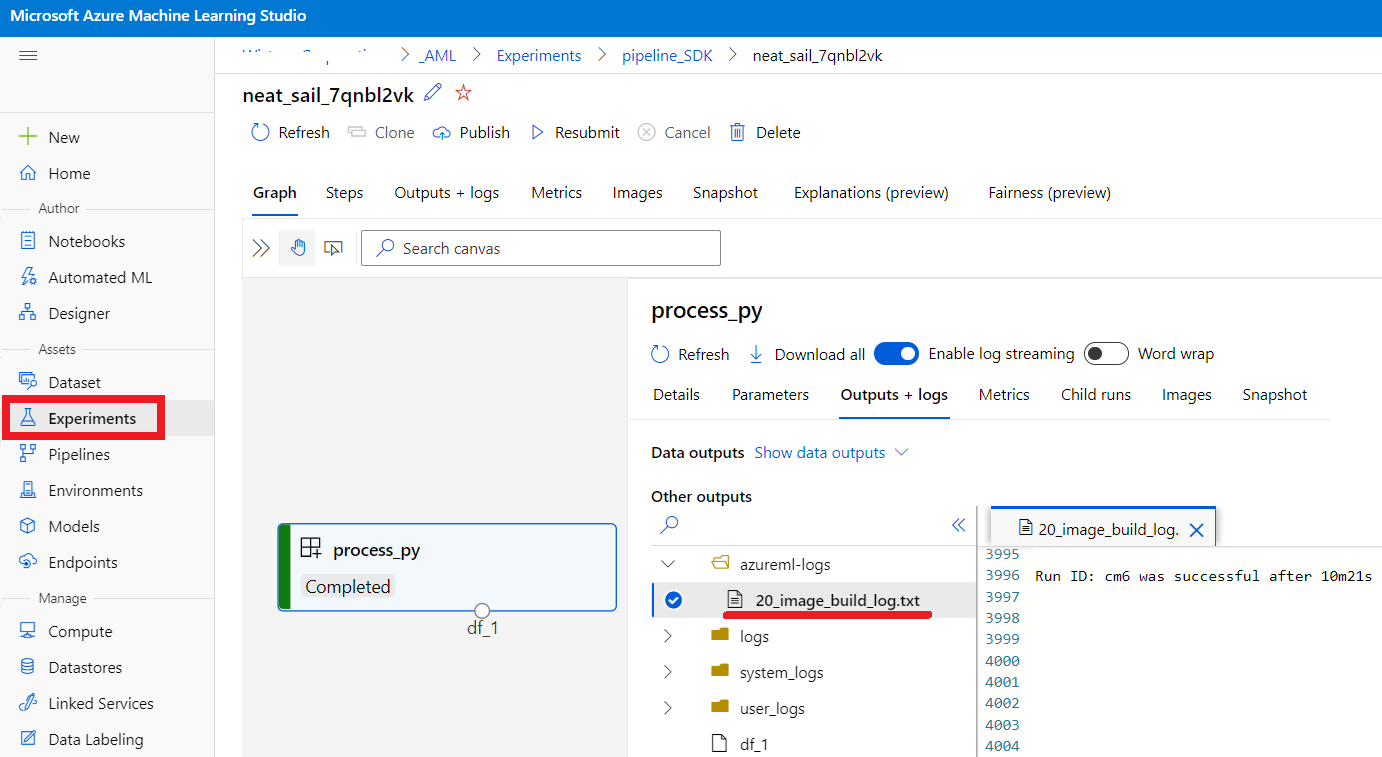 Microsoft Azure Machine Learning Studio
_AML
Experiments
pipeline_SDK
neat_sail_7qnbl2vk
neat_sail_7qnbl2vk
Refresh
Clone
Publish
Resubmit
Cancel
Delete
Graph
Steps
Outputs + logs
Metrics
Images
Snapshot
Explanations (preview)
Fairness (preview)
Search canvas
New
Home
Author
Notebooks
Automated ML
Designer
Assets
Dataset
Experiments
Pipelines
Environments
Models
Endpoints
Manage
Compute
Datastores
Linked Services
Data Labeling
process_py
Completed
df_1
process_py
Refresh
Download all
Enable log streaming
Word wrap
Details
Parameters
Outputs + logs
Metrics
Child runs
Images
Snapshot
Data outputs Show data outputs
Other outputs
azureml-logs
20_image_build_log.txt
logs
system_logs
user_logs
df_1
20_image_build_log.
3995
3996 Run ID: cm6 was successful after 10m21s
3997
3998
3999
4000
4001
4002
4003
4004